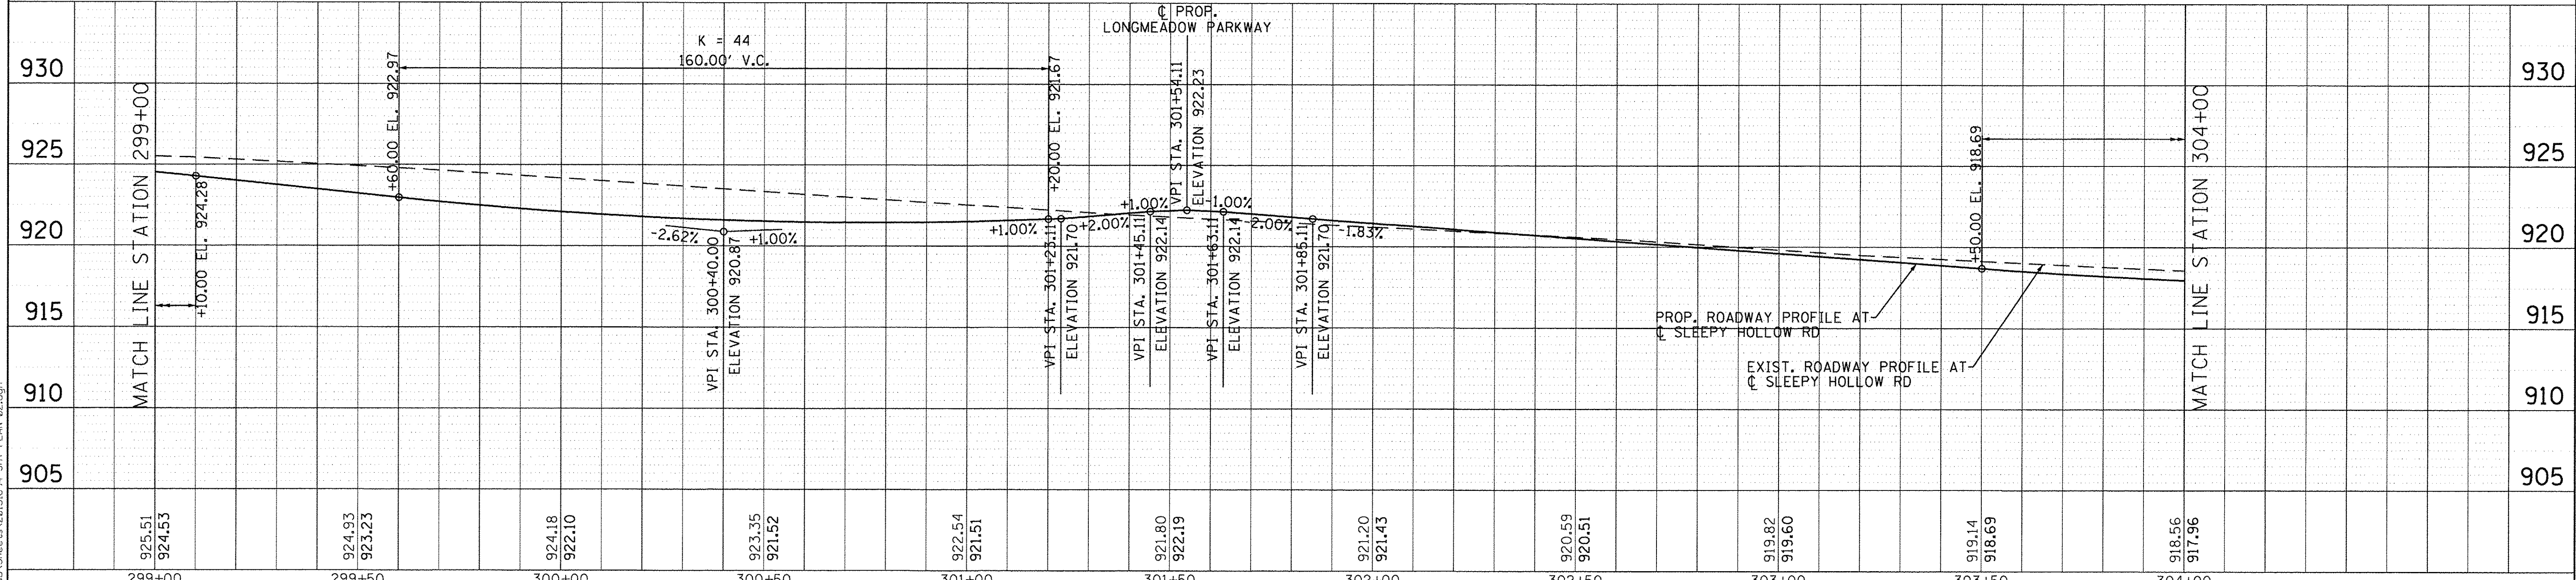 ℄ PROP.
LONGMEADOW PARKWAY
K = 44
160.00' V.C.
930
925
920
915
910
905
930
925
920
915
910
905
MATCH LINE STATION 299+00
+10.00 EL. 924.28
+60.00 EL. 922.97
-2.62%
+1.00%
VPI STA. 300+40.00
ELEVATION 920.87
+20.00 EL. 921.67
+1.00%
VPI STA. 301+23.11
ELEVATION 921.70
+2.00%
+1.00%
VPI STA. 301+45.11
ELEVATION 922.14
VPI STA. 301+54.11
ELEVATION 922.23
-1.00%
VPI STA. 301+63.11
ELEVATION 922.14
-2.00%
VPI STA. 301+85.11
ELEVATION 921.70
-1.83%
+50.00 EL. 918.69
PROP. ROADWAY PROFILE AT
℄ SLEEPY HOLLOW RD
EXIST. ROADWAY PROFILE AT
℄ SLEEPY HOLLOW RD
MATCH LINE STATION 304+00
925.51
924.53
924.93
923.23
924.18
922.10
923.35
921.52
922.54
921.51
921.80
922.19
921.20
921.43
920.59
920.51
919.82
919.60
919.14
918.69
918.56
917.96
299+00
299+50
300+00
300+50
301+00
301+50
302+00
302+50
303+00
303+50
304+00